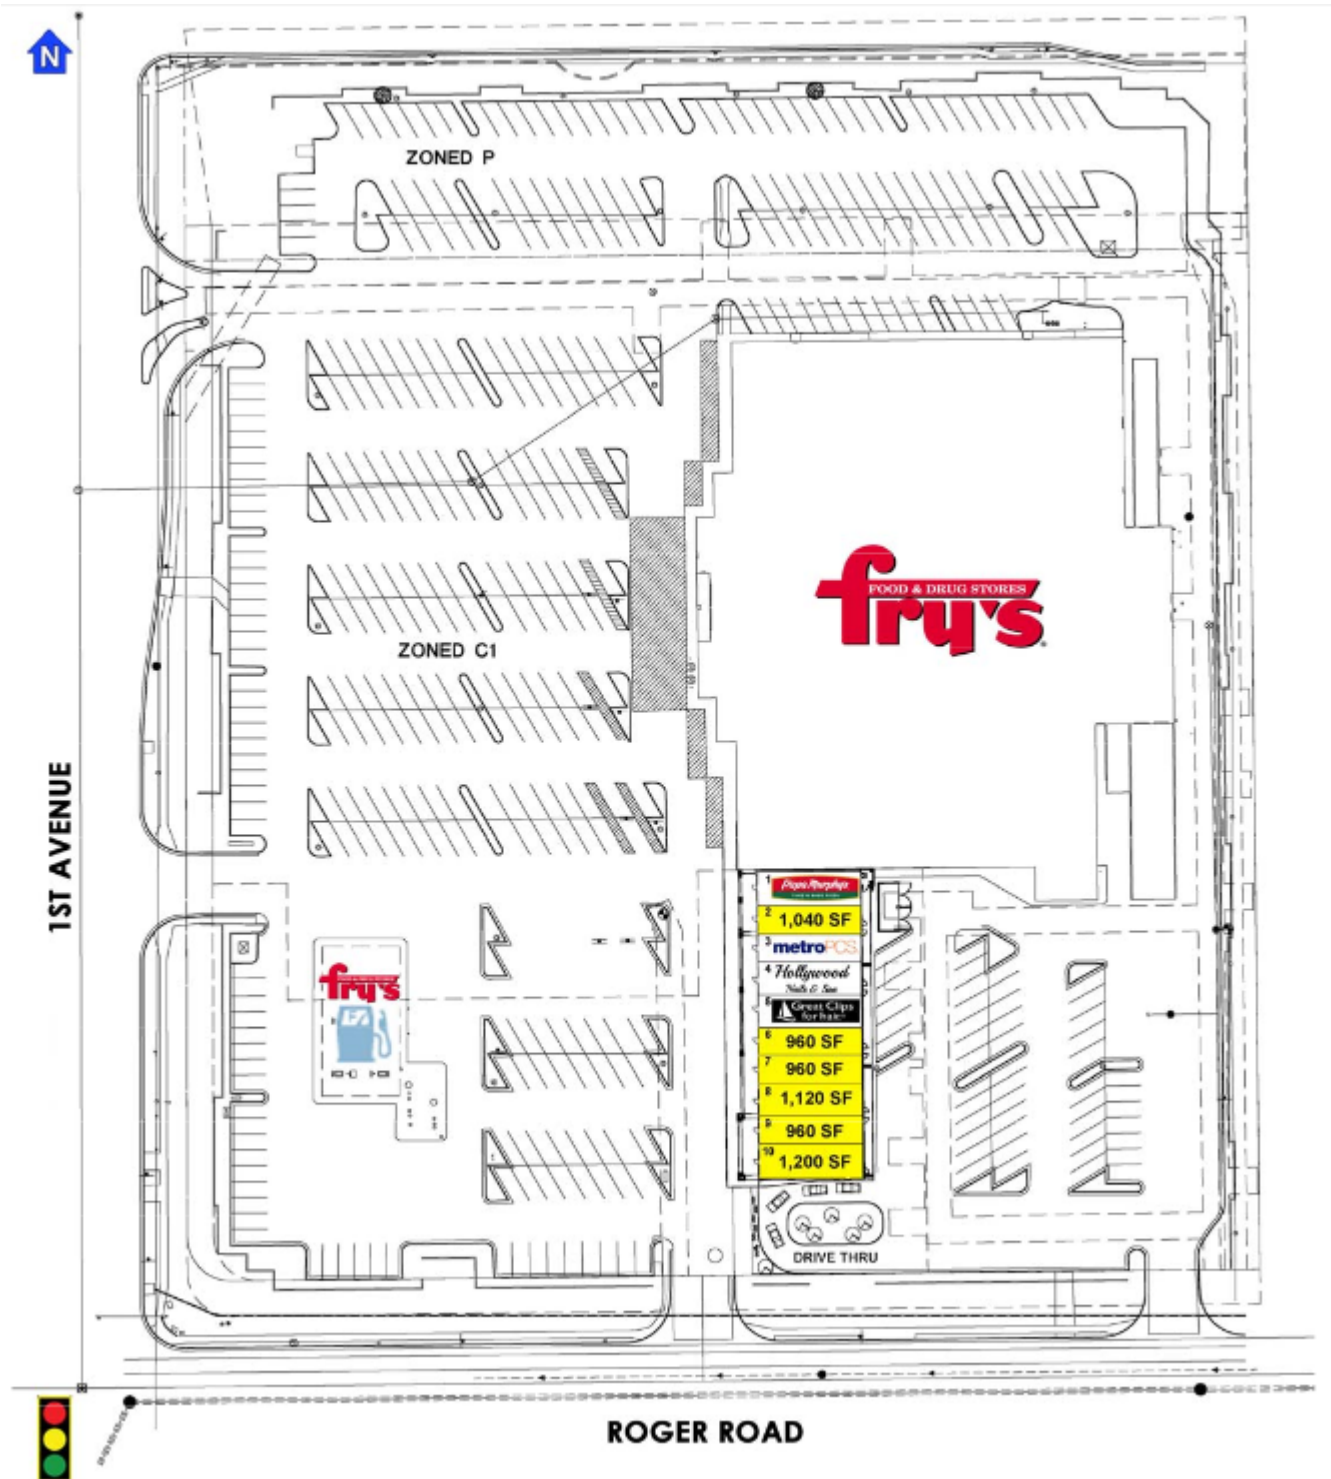 N
ZONED P
FOOD & DRUG STORES
fry's
ZONED C1
1ST AVENUE
1 Papa Murphy's
2 1,040 SF
3 metroPCS.
4 Hollywood
Nails & Spa
5 Great Clips
for hair
6 960 SF
7 960 SF
8 1,120 SF
9 960 SF
10 1,200 SF
fry's
DRIVE THRU
ROGER ROAD